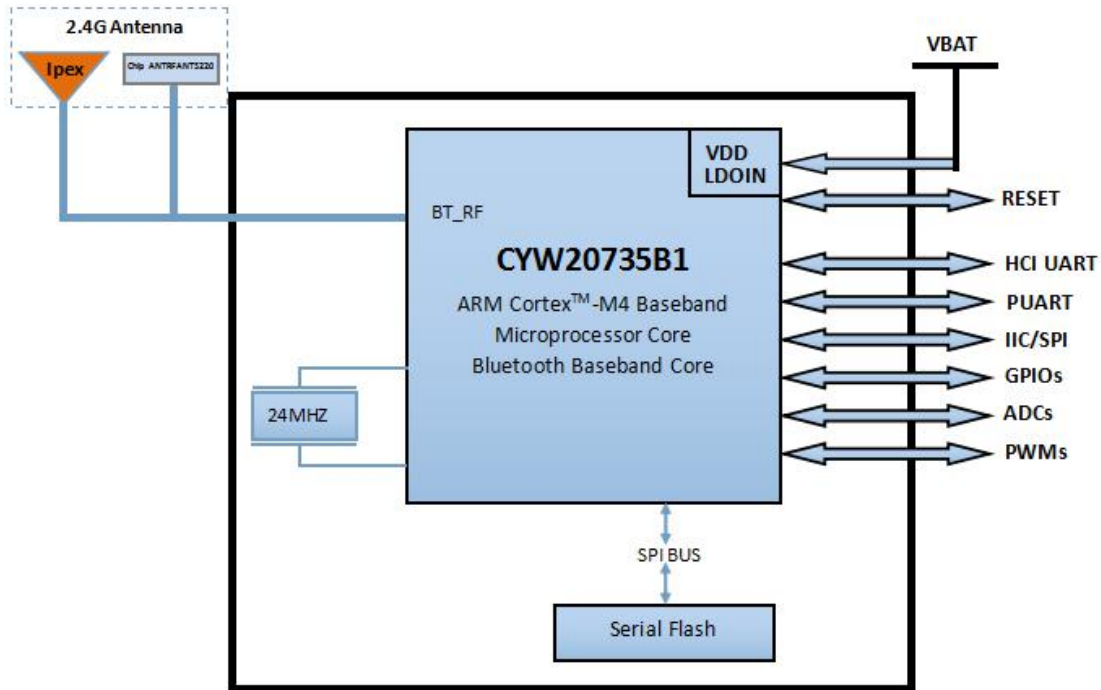 2.4G Antenna
Ipex
Chip ANTRFANTS220
VBAT
VDD
LDOIN
RESET
BT_RF
CYW20735B1
ARM Cortex™-M4 Baseband
Microprocessor Core
Bluetooth Baseband Core
HCI UART
PUART
IIC/SPI
GPIOs
ADCs
PWMs
24MHZ
SPI BUS
Serial Flash